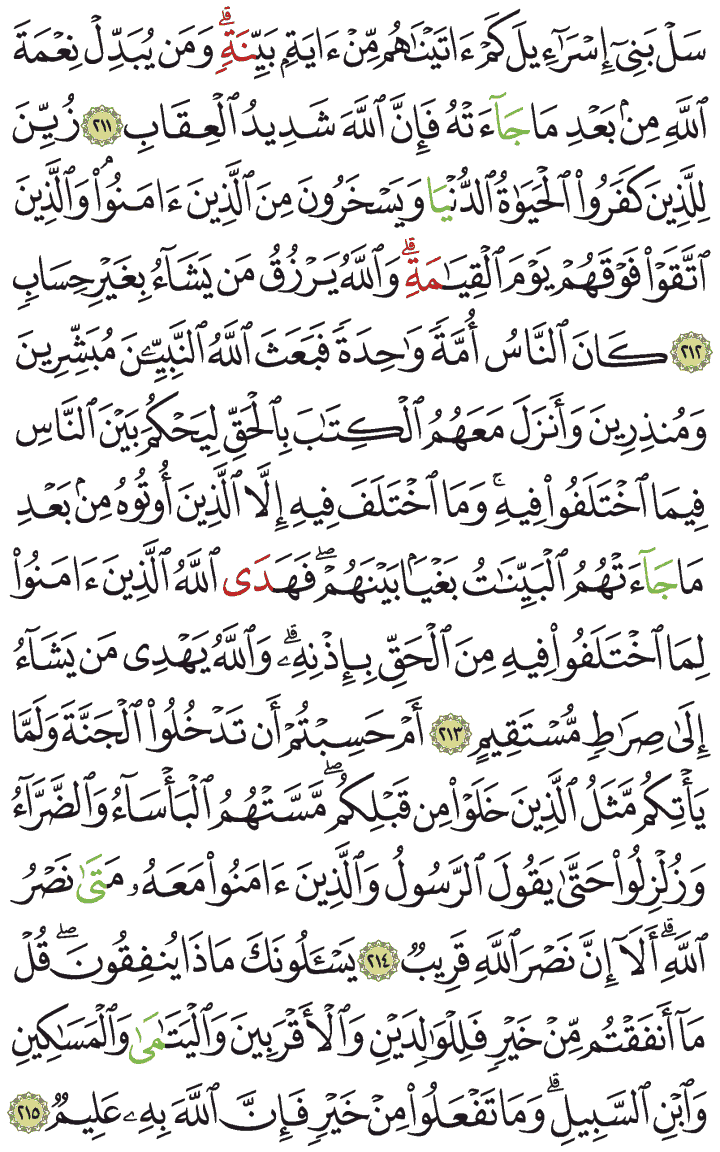 سَلْ بَنِىٓ إِسْرَٰٓءِيلَ كَمْ ءَاتَيْنَٰهُم مِّنْ ءَايَةٍۭ بَيِّنَةٍۗ وَمَن يُبَدِّلْ نِعْمَةَ
ٱللَّهِ مِنۢ بَعْدِ مَا جَآءَتْهُ فَإِنَّ ٱللَّهَ شَدِيدُ ٱلْعِقَابِ ٢١١ زُيِّنَ
لِلَّذِينَ كَفَرُوا۟ ٱلْحَيَوٰةُ ٱلدُّنْيَا وَيَسْخَرُونَ مِنَ ٱلَّذِينَ ءَامَنُوا۟ۘ وَٱلَّذِينَ
ٱتَّقَوْا۟ فَوْقَهُمْ يَوْمَ ٱلْقِيَٰمَةِۗ وَٱللَّهُ يَرْزُقُ مَن يَشَآءُ بِغَيْرِ حِسَابٍ
٢١٢ كَانَ ٱلنَّاسُ أُمَّةً وَٰحِدَةً فَبَعَثَ ٱللَّهُ ٱلنَّبِيِّـۧنَ مُبَشِّرِينَ
وَمُنذِرِينَ وَأَنزَلَ مَعَهُمُ ٱلْكِتَٰبَ بِٱلْحَقِّ لِيَحْكُمَ بَيْنَ ٱلنَّاسِ
فِيمَا ٱخْتَلَفُوا۟ فِيهِۚ وَمَا ٱخْتَلَفَ فِيهِ إِلَّا ٱلَّذِينَ أُوتُوهُ مِنۢ بَعْدِ
مَا جَآءَتْهُمُ ٱلْبَيِّنَٰتُ بَغْيًۢا بَيْنَهُمْۖ فَهَدَى ٱللَّهُ ٱلَّذِينَ ءَامَنُوا۟
لِمَا ٱخْتَلَفُوا۟ فِيهِ مِنَ ٱلْحَقِّ بِإِذْنِهِۦۗ وَٱللَّهُ يَهْدِى مَن يَشَآءُ
إِلَىٰ صِرَٰطٍ مُّسْتَقِيمٍ ٢١٣ أَمْ حَسِبْتُمْ أَن تَدْخُلُوا۟ ٱلْجَنَّةَ وَلَمَّا
يَأْتِكُم مَّثَلُ ٱلَّذِينَ خَلَوْا۟ مِن قَبْلِكُمۖ مَّسَّتْهُمُ ٱلْبَأْسَآءُ وَٱلضَّرَّآءُ
وَزُلْزِلُوا۟ حَتَّىٰ يَقُولَ ٱلرَّسُولُ وَٱلَّذِينَ ءَامَنُوا۟ مَعَهُۥ مَتَىٰ نَصْرُ
ٱللَّهِۗ أَلَآ إِنَّ نَصْرَ ٱللَّهِ قَرِيبٌ ٢١٤ يَسْـَٔلُونَكَ مَاذَا يُنفِقُونَۖ قُلْ
مَآ أَنفَقْتُم مِّنْ خَيْرٍ فَلِلْوَٰلِدَيْنِ وَٱلْأَقْرَبِينَ وَٱلْيَتَٰمَىٰ وَٱلْمَسَٰكِينِ
وَٱبْنِ ٱلسَّبِيلِۗ وَمَا تَفْعَلُوا۟ مِنْ خَيْرٍ فَإِنَّ ٱللَّهَ بِهِۦ عَلِيمٌ ٢١٥